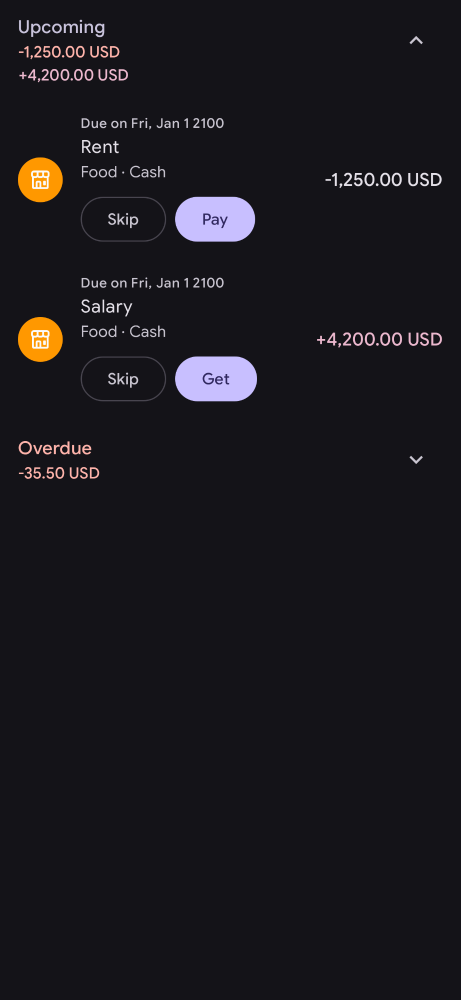 Upcoming
-1,250.00 USD
+4,200.00 USD
Due on Fri, Jan 1 2100
Rent
Food · Cash
-1,250.00 USD
Skip
Pay
Due on Fri, Jan 1 2100
Salary
Food · Cash
+4,200.00 USD
Skip
Get
Overdue
-35.50 USD